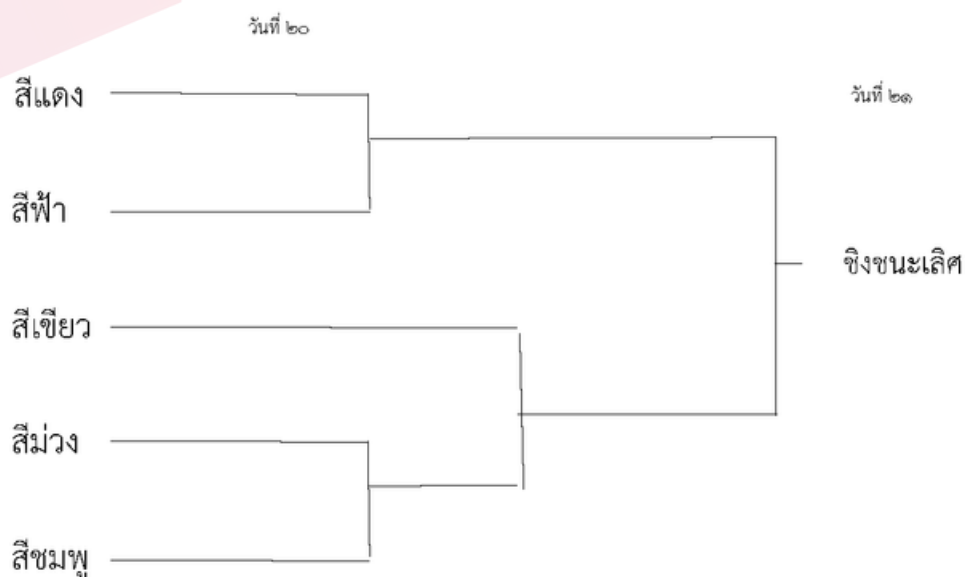 วันที่ ๒๐
สีแดง
วันที่ ๒๑
สีฟ้า
ชิงชนะเลิศ
สีเขียว
สีม่วง
สีชมพู